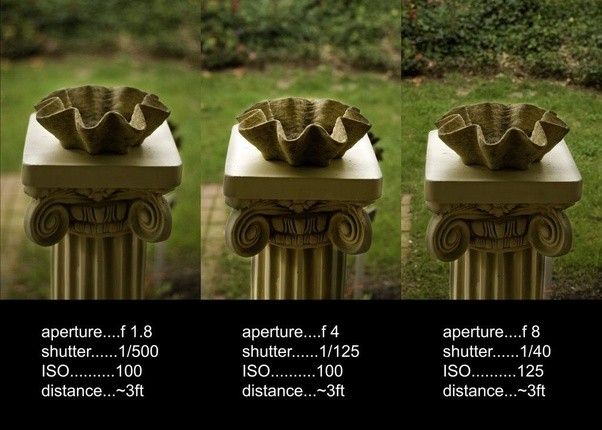 aperture....f 1.8
shutter......1/500
ISO..........100
distance...~3ft
aperture....f 4
shutter......1/125
ISO..........100
distance...~3ft
aperture....f 8
shutter......1/40
ISO..........125
distance...~3ft